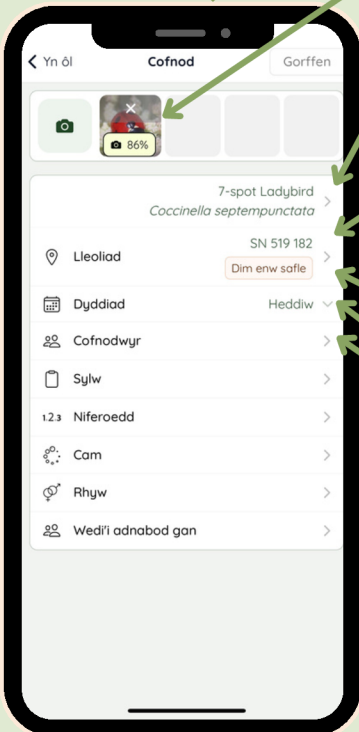 Yn ôl Cofnod Gorffen
86%
7-spot Ladybird
Coccinella septempunctata
Lleoliad SN 519 182
Dim enw safle
Dyddiad Heddiw
Cofnodwyr
Sylw
1.2.3 Niferoedd
Cam
Rhyw
Wedi'i adnabod gan